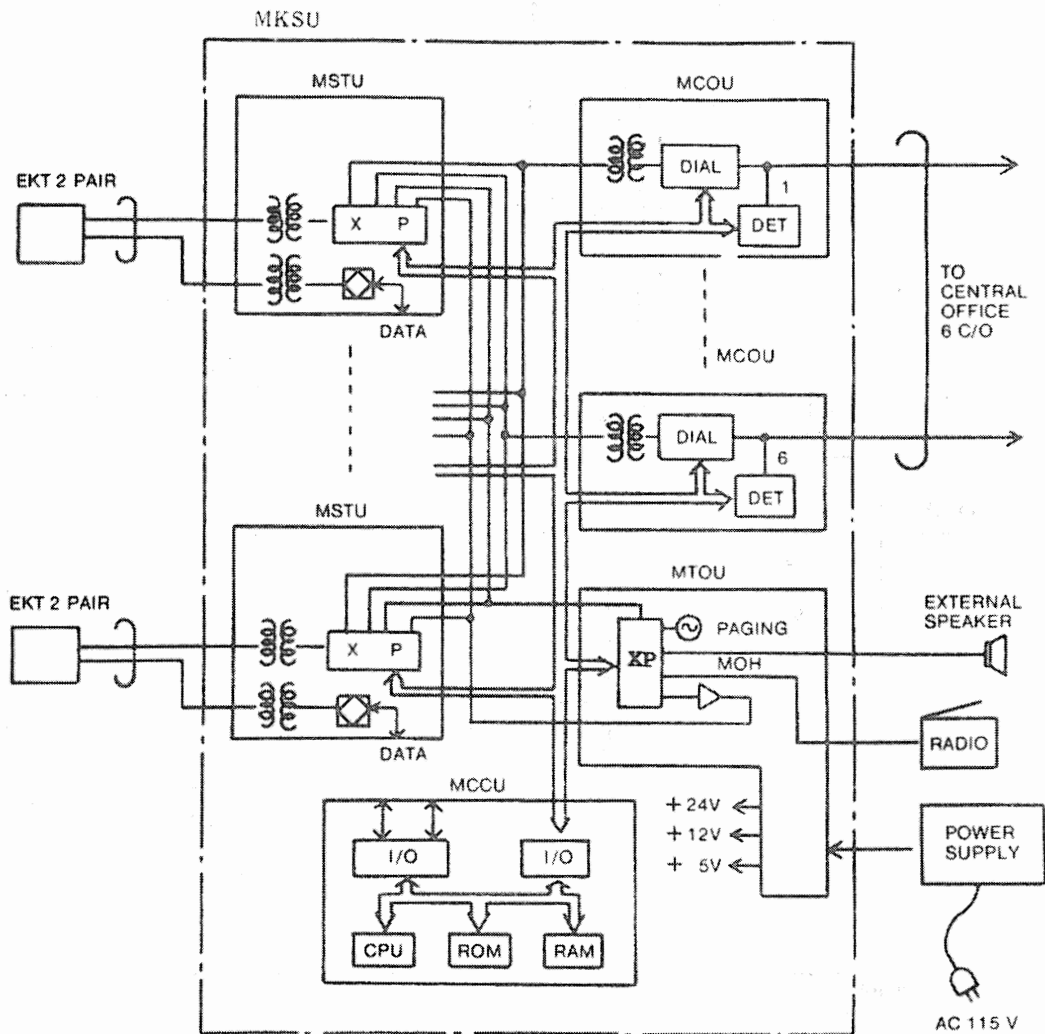 MKSU
MSTU
MCOU
EKT 2 PAIR
X P
DIAL
1
DET
DATA
TO
CENTRAL
OFFICE
6 C/O
MCOU
DIAL
6
DET
MSTU
EKT 2 PAIR
X P
DATA
MTOU
XP
PAGING
MOH
EXTERNAL
SPEAKER
RADIO
MCCU
I/O
I/O
CPU
ROM
RAM
+ 24V
+ 12V
+ 5V
POWER
SUPPLY
AC 115 V